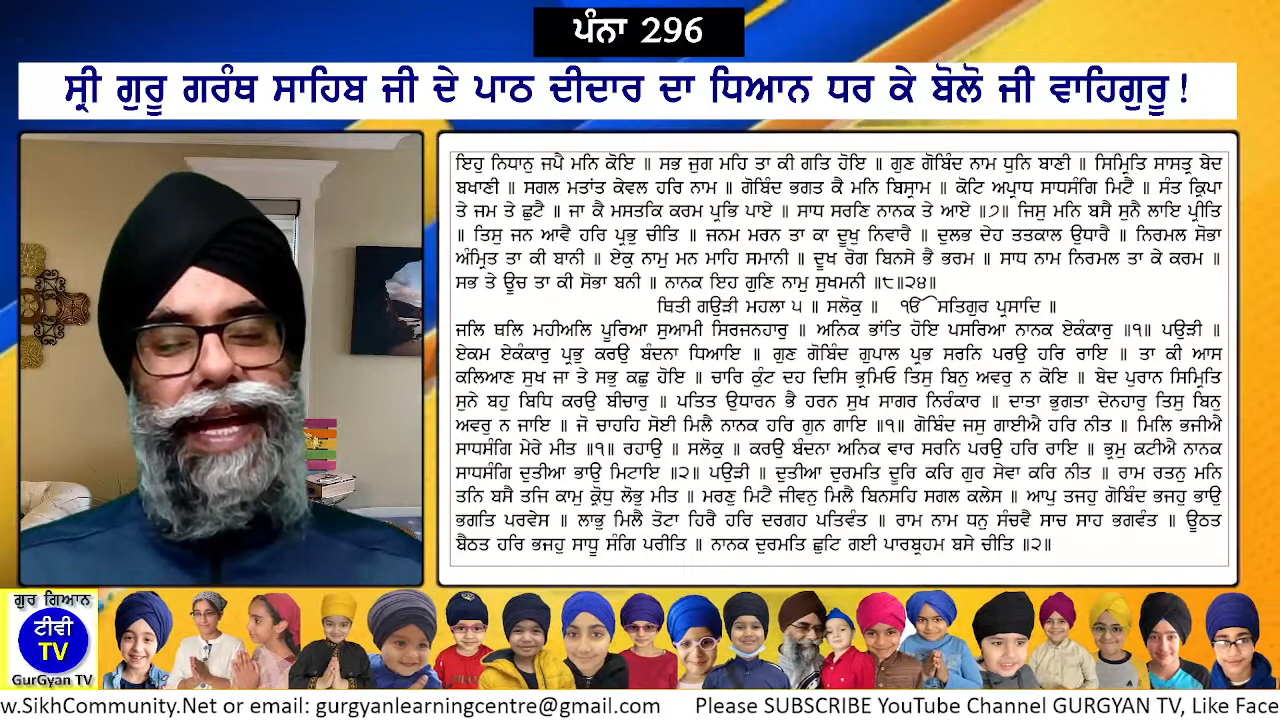 ਪੰਨਾ 296
ਸ੍ਰੀ ਗੁਰੂ ਗਰੰਥ ਸਾਹਿਬ ਜੀ ਦੇ ਪਾਠ ਦੀਦਾਰ ਦਾ ਧਿਆਨ ਧਰ ਕੇ ਬੋਲੋ ਜੀ ਵਾਹਿਗੁਰੂ!
ਇਹੁ ਨਿਧਾਨੁ ਜਪੈ ਮਨਿ ਕੋਇ ॥ ਸਭ ਜੁਗ ਮਹਿ ਤਾ ਕੀ ਗਤਿ ਹੋਇ ॥ ਗੁਣ ਗੋਬਿੰਦ ਨਾਮ ਧੁਨਿ ਬਾਣੀ ॥ ਸਿਮ੍ਰਿਤਿ ਸਾਸਤ੍ਰ ਬੇਦ
ਬਖਾਣੀ ॥ ਸਗਲ ਮਤਾਂਤ ਕੇਵਲ ਹਰਿ ਨਾਮ ॥ ਗੋਬਿੰਦ ਭਗਤ ਕੈ ਮਨਿ ਬਿਸ੍ਰਾਮ ॥ ਕੋਟਿ ਅਪ੍ਰਾਧ ਸਾਧਸੰਗਿ ਮਿਟੈ ॥ ਸੰਤ ਕ੍ਰਿਪਾ
ਤੇ ਜਮ ਤੇ ਛੁਟੈ ॥ ਜਾ ਕੈ ਮਸਤਕਿ ਕਰਮ ਪ੍ਰਭਿ ਪਾਏ ॥ ਸਾਧ ਸਰਣਿ ਨਾਨਕ ਤੇ ਆਏ ॥੭॥ ਜਿਸੁ ਮਨਿ ਬਸੈ ਸੁਨੈ ਲਾਇ ਪ੍ਰੀਤਿ
॥ ਤਿਸੁ ਜਨ ਆਵੈ ਹਰਿ ਪ੍ਰਭੁ ਚੀਤਿ ॥ ਜਨਮ ਮਰਨ ਤਾ ਕਾ ਦੂਖੁ ਨਿਵਾਰੈ ॥ ਦੁਲਭ ਦੇਹ ਤਤਕਾਲ ਉਧਾਰੈ ॥ ਨਿਰਮਲ ਸੋਭਾ
ਅੰਮ੍ਰਿਤ ਤਾ ਕੀ ਬਾਨੀ ॥ ਏਕੁ ਨਾਮੁ ਮਨ ਮਾਹਿ ਸਮਾਨੀ ॥ ਦੂਖ ਰੋਗ ਬਿਨਸੇ ਭੈ ਭਰਮ ॥ ਸਾਧ ਨਾਮ ਨਿਰਮਲ ਤਾ ਕੇ ਕਰਮ ॥
ਸਭ ਤੇ ਊਚ ਤਾ ਕੀ ਸੋਭਾ ਬਨੀ ॥ ਨਾਨਕ ਇਹ ਗੁਣਿ ਨਾਮੁ ਸੁਖਮਨੀ ॥੮॥੨੪॥
ਥਿਤੀ ਗਉੜੀ ਮਹਲਾ ੫ ॥ ਸਲੋਕੁ ॥ ੴ ਸਤਿਗੁਰ ਪ੍ਰਸਾਦਿ ॥
ਜਲਿ ਥਲਿ ਮਹੀਅਲਿ ਪੂਰਿਆ ਸੁਆਮੀ ਸਿਰਜਨਹਾਰੁ ॥ ਅਨਿਕ ਭਾਂਤਿ ਹੋਇ ਪਸਰਿਆ ਨਾਨਕ ਏਕੰਕਾਰੁ ॥੧॥ ਪਉੜੀ ॥
ਏਕਮ ਏਕੰਕਾਰੁ ਪ੍ਰਭੁ ਕਰਉ ਬੰਦਨਾ ਧਿਆਇ ॥ ਗੁਣ ਗੋਬਿੰਦ ਗੁਪਾਲ ਪ੍ਰਭ ਸਰਨਿ ਪਰਉ ਹਰਿ ਰਾਇ ॥ ਤਾ ਕੀ ਆਸ
ਕਲਿਆਣ ਸੁਖ ਜਾ ਤੇ ਸਭੁ ਕਛੁ ਹੋਇ ॥ ਚਾਰਿ ਕੁੰਟ ਦਹ ਦਿਸਿ ਭ੍ਰਮਿਓ ਤਿਸੁ ਬਿਨੁ ਅਵਰੁ ਨ ਕੋਇ ॥ ਬੇਦ ਪੁਰਾਨ ਸਿਮ੍ਰਿਤਿ
ਸੁਨੇ ਬਹੁ ਬਿਧਿ ਕਰਉ ਬੀਚਾਰੁ ॥ ਪਤਿਤ ਉਧਾਰਨ ਭੈ ਹਰਨ ਸੁਖ ਸਾਗਰ ਨਿਰੰਕਾਰ ॥ ਦਾਤਾ ਭੁਗਤਾ ਦੇਨਹਾਰੁ ਤਿਸੁ ਬਿਨੁ
ਅਵਰੁ ਨ ਜਾਇ ॥ ਜੋ ਚਾਹਹਿ ਸੋਈ ਮਿਲੈ ਨਾਨਕ ਹਰਿ ਗੁਨ ਗਾਇ ॥੧॥ ਗੋਬਿੰਦ ਜਸੁ ਗਾਈਐ ਹਰਿ ਨੀਤ ॥ ਮਿਲਿ ਭਜੀਐ
ਸਾਧਸੰਗਿ ਮੇਰੇ ਮੀਤ ॥੧॥ ਰਹਾਉ ॥ ਸਲੋਕੁ ॥ ਕਰਉ ਬੰਦਨਾ ਅਨਿਕ ਵਾਰ ਸਰਨਿ ਪਰਉ ਹਰਿ ਰਾਇ ॥ ਭ੍ਰਮੁ ਕਟੀਐ ਨਾਨਕ
ਸਾਧਸੰਗਿ ਦੁਤੀਆ ਭਾਉ ਮਿਟਾਇ ॥੨॥ ਪਉੜੀ ॥ ਦੁਤੀਆ ਦੁਰਮਤਿ ਦੂਰਿ ਕਰਿ ਗੁਰ ਸੇਵਾ ਕਰਿ ਨੀਤ ॥ ਰਾਮ ਰਤਨੁ ਮਨਿ
ਤਨਿ ਬਸੈ ਤਜਿ ਕਾਮੁ ਕ੍ਰੋਧੁ ਲੋਭੁ ਮੀਤ ॥ ਮਰਣੁ ਮਿਟੈ ਜੀਵਨੁ ਮਿਲੈ ਬਿਨਸਹਿ ਸਗਲ ਕਲੇਸ ॥ ਆਪੁ ਤਜਹੁ ਗੋਬਿੰਦ ਭਜਹੁ ਭਾਉ
ਭਗਤਿ ਪਰਵੇਸ ॥ ਲਾਭੁ ਮਿਲੈ ਤੋਟਾ ਹਿਰੈ ਹਰਿ ਦਰਗਹ ਪਤਿਵੰਤ ॥ ਰਾਮ ਨਾਮ ਧਨੁ ਸੰਚਵੈ ਸਾਚ ਸਾਹ ਭਗਵੰਤ ॥ ਊਠਤ
ਬੈਠਤ ਹਰਿ ਭਜਹੁ ਸਾਧੂ ਸੰਗਿ ਪਰੀਤਿ ॥ ਨਾਨਕ ਦੁਰਮਤਿ ਛੁਟਿ ਗਈ ਪਾਰਬ੍ਰਹਮ ਬਸੇ ਚੀਤਿ ॥੨॥
ਗੁਰ ਗਿਆਨ
ਟੀਵੀ
TV
GurGyan TV
w.SikhCommunity.Net or email: gurgyanlearningcentre@gmail.com Please SUBSCRIBE YouTube Channel GURGYAN TV, Like Face